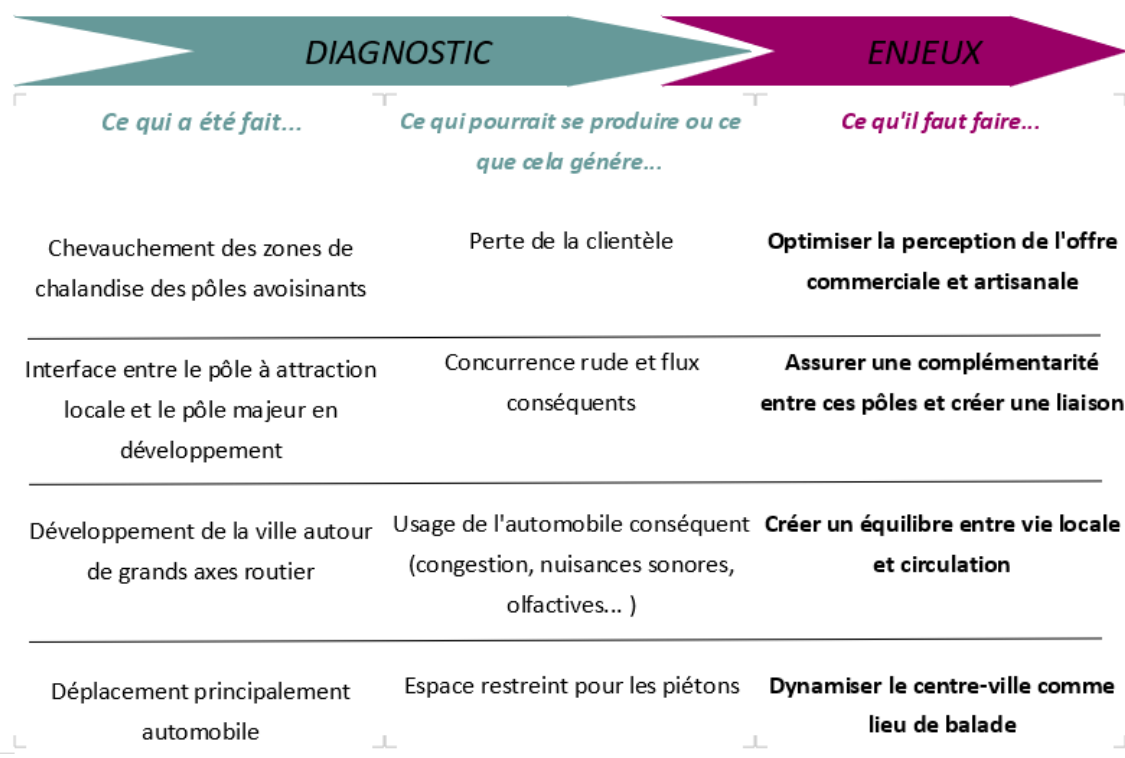 DIAGNOSTIC
ENJEUX
Ce qui a été fait...
Ce qui pourrait se produire ou ce
que cela génére...
Ce qu'il faut faire...
Chevauchement des zones de
chalandise des pôles avoisinants
Perte de la clientèle
Optimiser la perception de l'offre
commerciale et artisanale
Interface entre le pôle à attraction
locale et le pôle majeur en
développement
Concurrence rude et flux
conséquents
Assurer une complémentarité
entre ces pôles et créer une liaison
Développement de la ville autour
de grands axes routier
Usage de l'automobile conséquent
(congestion, nuisances sonores,
olfactives... )
Créer un équilibre entre vie locale
et circulation
Déplacement principalement
automobile
Espace restreint pour les piétons
Dynamiser le centre-ville comme
lieu de balade